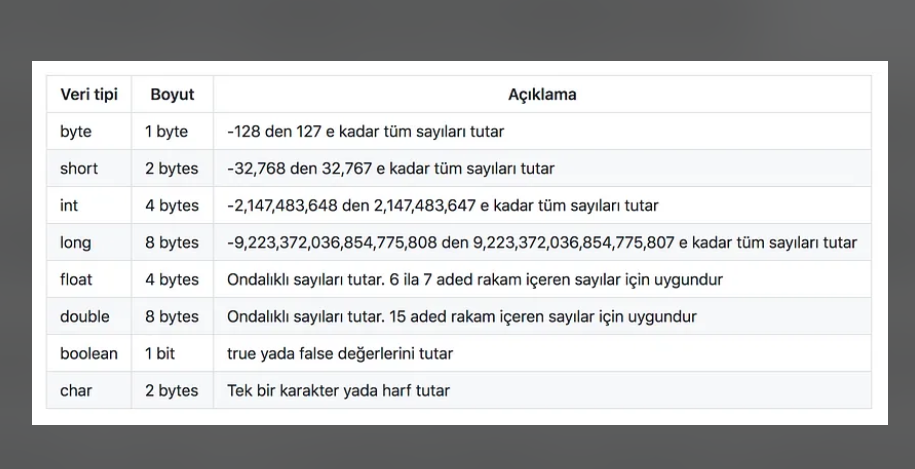 Veri tipi Boyut Açıklama
byte 1 byte -128 den 127 e kadar tüm sayıları tutar
short 2 bytes -32,768 den 32,767 e kadar tüm sayıları tutar
int 4 bytes -2,147,483,648 den 2,147,483,647 e kadar tüm sayıları tutar
long 8 bytes -9,223,372,036,854,775,808 den 9,223,372,036,854,775,807 e kadar tüm sayıları tutar
float 4 bytes Ondalıklı sayıları tutar. 6 ila 7 aded rakam içeren sayılar için uygundur
double 8 bytes Ondalıklı sayıları tutar. 15 aded rakam içeren sayılar için uygundur
boolean 1 bit true yada false değerlerini tutar
char 2 bytes Tek bir karakter yada harf tutar